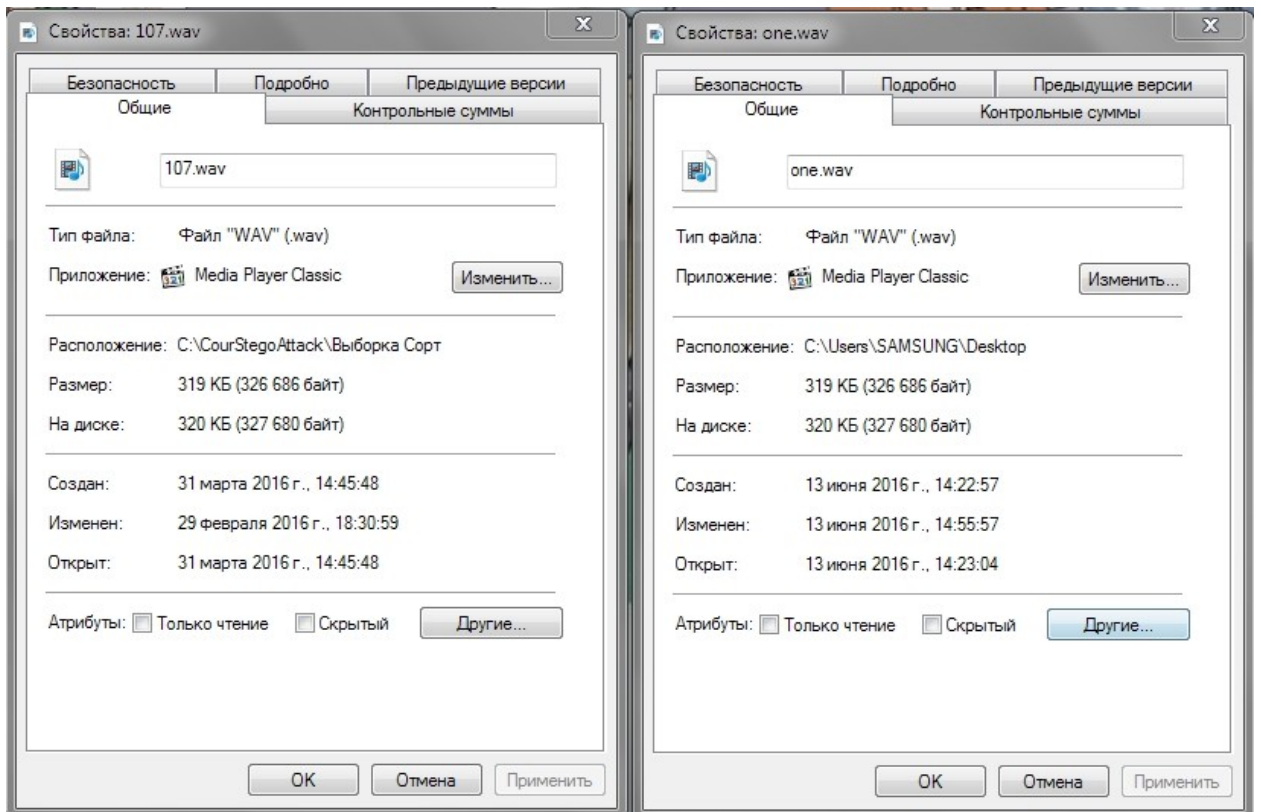 Свойства: 107.wav
Безопасность Подробно Предыдущие версии
Общие Контрольные суммы
107.wav
Тип файла: Файл "WAV" (.wav)
Приложение: Media Player Classic Изменить...
Расположение: C:\CourStegoAttack\Выборка Сорт
Размер: 319 КБ (326 686 байт)
На диске: 320 КБ (327 680 байт)
Создан: 31 марта 2016 г., 14:45:48
Изменен: 29 февраля 2016 г., 18:30:59
Открыт: 31 марта 2016 г., 14:45:48
Атрибуты: Только чтение Скрытый Другие...
OK Отмена Применить
Свойства: one.wav
Безопасность Подробно Предыдущие версии
Общие Контрольные суммы
one.wav
Тип файла: Файл "WAV" (.wav)
Приложение: Media Player Classic Изменить...
Расположение: C:\Users\SAMSUNG\Desktop
Размер: 319 КБ (326 686 байт)
На диске: 320 КБ (327 680 байт)
Создан: 13 июня 2016 г., 14:22:57
Изменен: 13 июня 2016 г., 14:55:57
Открыт: 13 июня 2016 г., 14:23:04
Атрибуты: Только чтение Скрытый Другие...
OK Отмена Применить